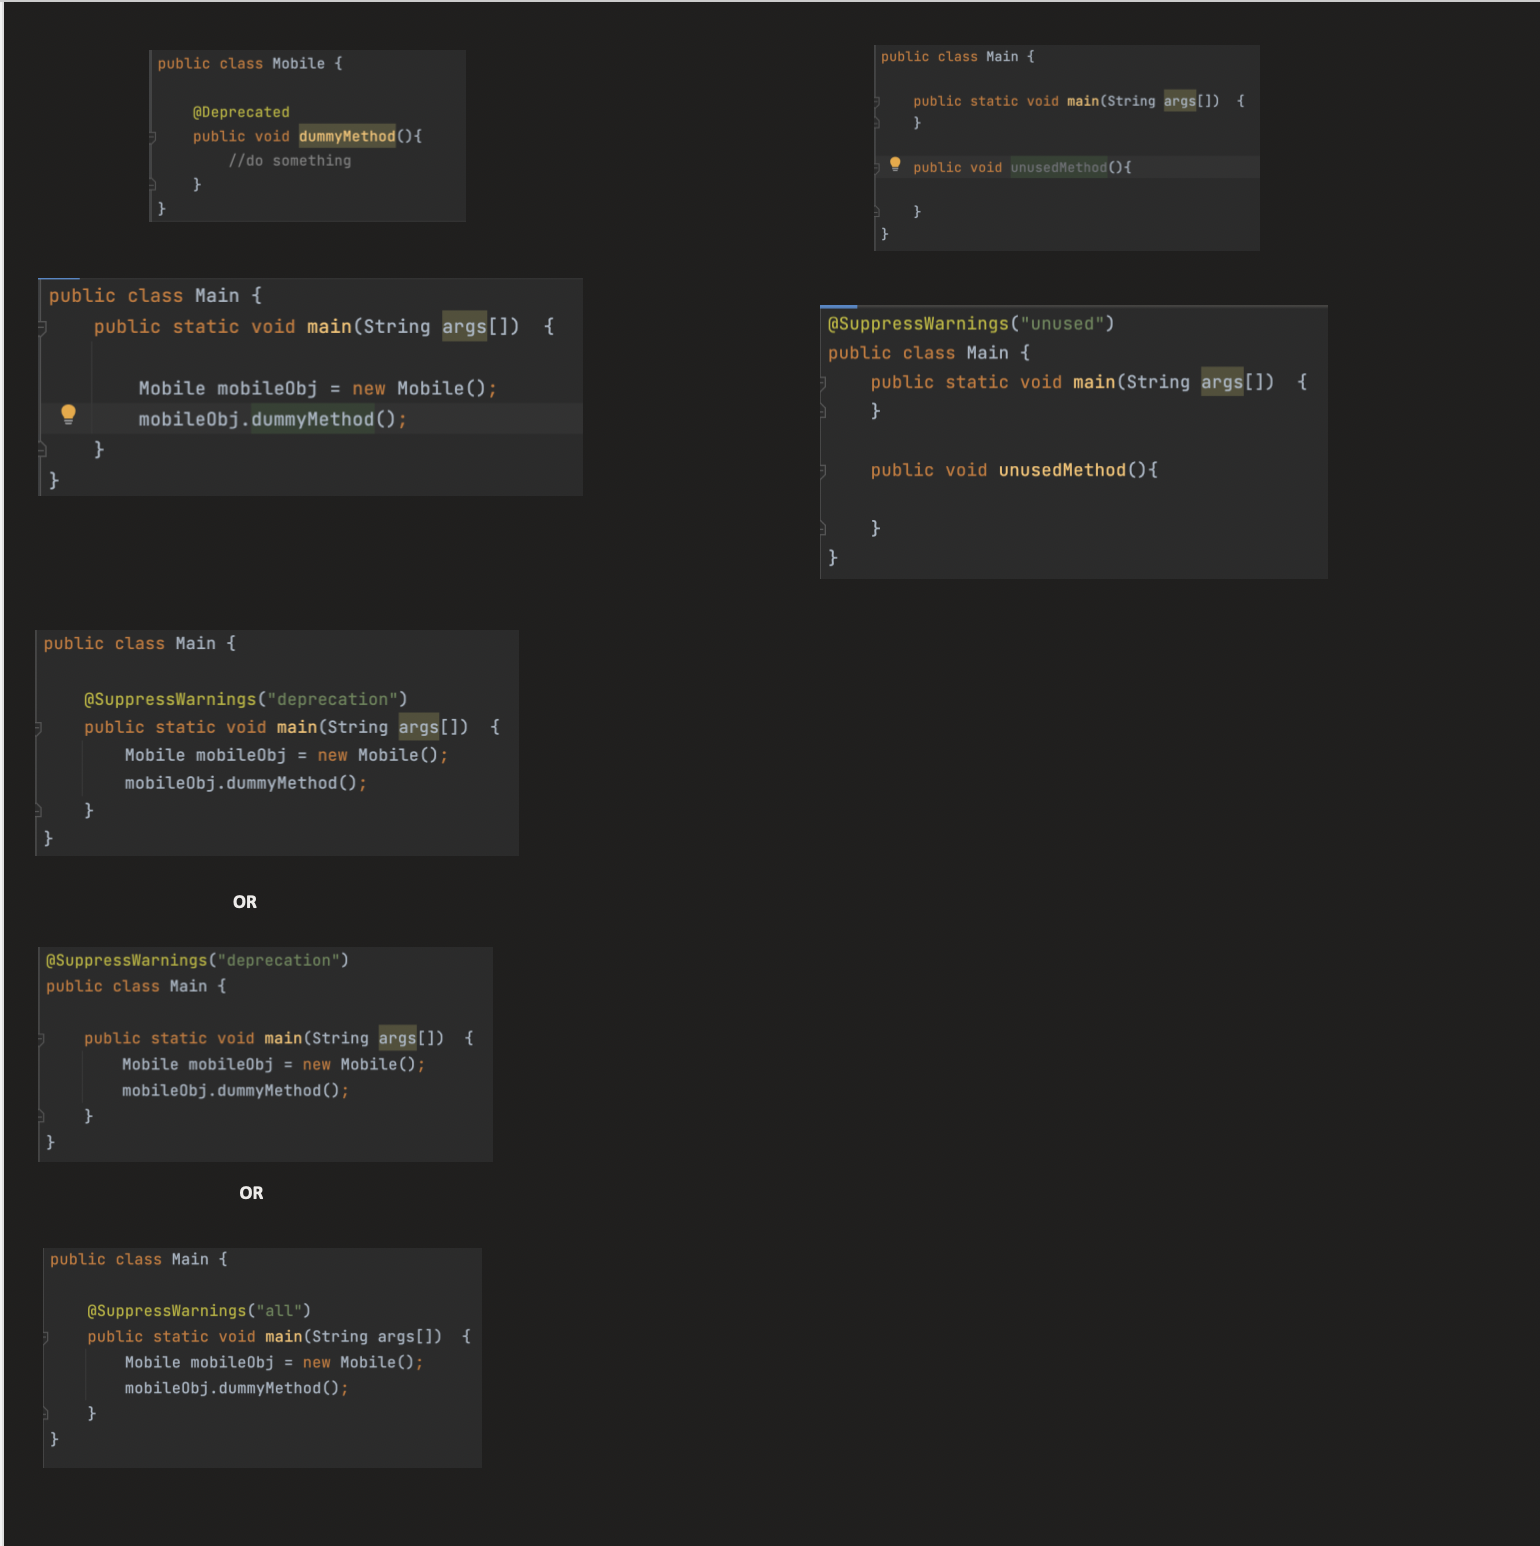 public class Mobile {
@Deprecated
public void dummyMethod(){
//do something
}
}
public class Main {
public static void main(String args[])  {
Mobile mobileObj = new Mobile();
mobileObj.dummyMethod();
}
}
public class Main {
@SuppressWarnings("deprecation")
public static void main(String args[])  {
Mobile mobileObj = new Mobile();
mobileObj.dummyMethod();
}
}
OR
@SuppressWarnings("deprecation")
public class Main {
public static void main(String args[])  {
Mobile mobileObj = new Mobile();
mobileObj.dummyMethod();
}
}
OR
public class Main {
@SuppressWarnings("all")
public static void main(String args[])  {
Mobile mobileObj = new Mobile();
mobileObj.dummyMethod();
}
}
public class Main {
public static void main(String args[])  {
}
public void unusedMethod(){
}
}
@SuppressWarnings("unused")
public class Main {
public static void main(String args[])  {
}
public void unusedMethod(){
}
}